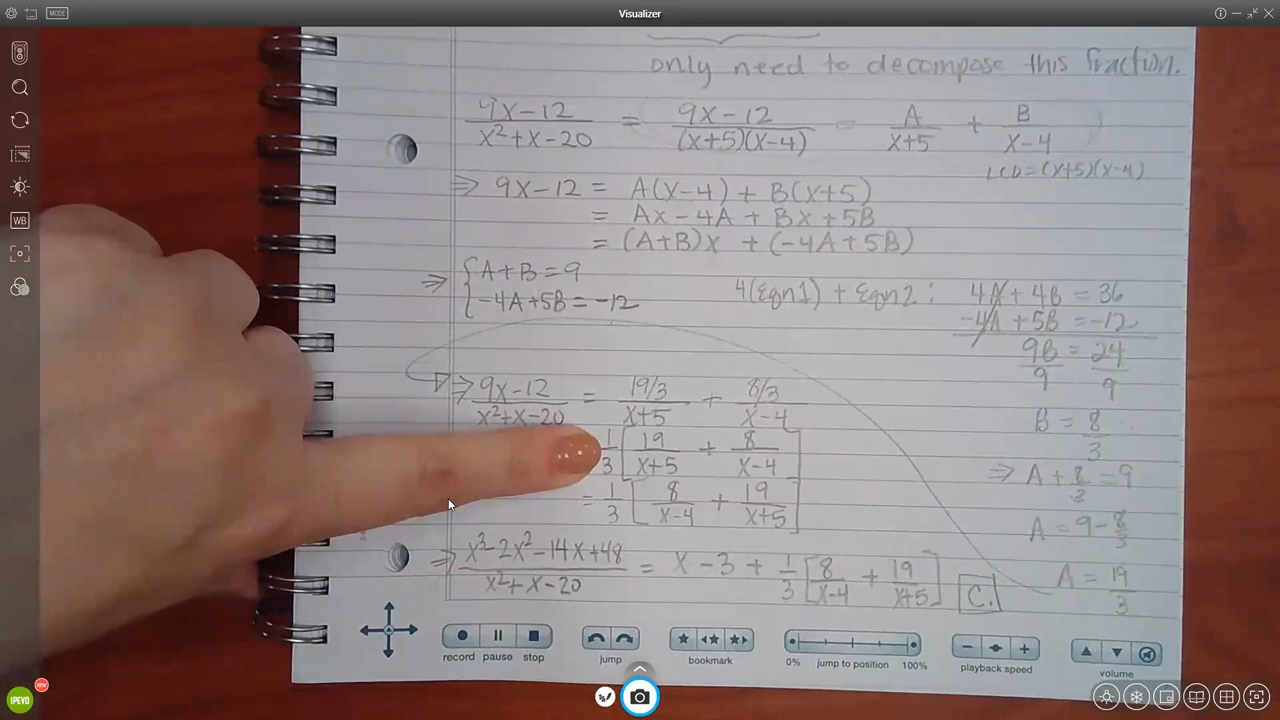 MODE
Visualizer
only need to decompose this fraction.
9x-12 / x²+x-20 = 9x-12 / (x+5)(x-4) = A / x+5 + B / x-4
LCD=(x+5)(x-4)
⇒ 9x-12 = A(x-4) + B(x+5)
= Ax-4A+Bx+5B
= (A+B)x + (-4A+5B)
⇒ { A+B=9
-4A+5B=-12
4(Eqn1) + Eqn2: 4A + 4B = 36
-4A + 5B = -12
9B / 9 = 24 / 9
B = 8/3
⇒ A + 8/3 = 9
A = 9 - 8/3
A = 19/3
⇒ 9x-12 / x²+x-20 = 19/3 / x+5 + 8/3 / x-4
1/3 [ 19 / x+5 + 8 / x-4 ]
= 1/3 [ 8 / x-4 + 19 / x+5 ]
⇒ x³-2x²-14x+48 / x²+x-20 = x-3 + 1/3 [ 8 / x-4 + 19 / x+5 ] C.
record pause stop jump bookmark 0% jump to position 100% playback speed volume
WB
IPEVO
new